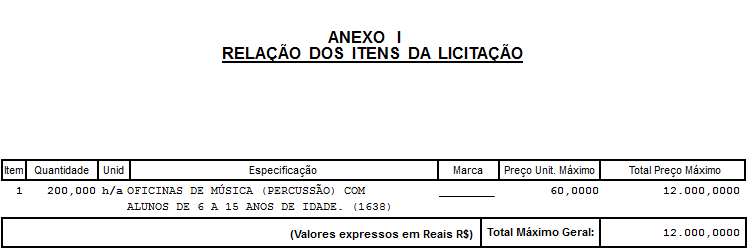 ANEXO I
RELAÇÃO DOS ITENS DA LICITAÇÃO
Item Quantidade Unid Especificação Marca Preço Unit. Máximo Total Preço Máximo
1 200,000 h/a OFICINAS DE MÚSICA (PERCUSSÃO) COM ________ 60,0000 12.000,0000
ALUNOS DE 6 A 15 ANOS DE IDADE. (1638)
(Valores expressos em Reais R$) Total Máximo Geral: 12.000,0000